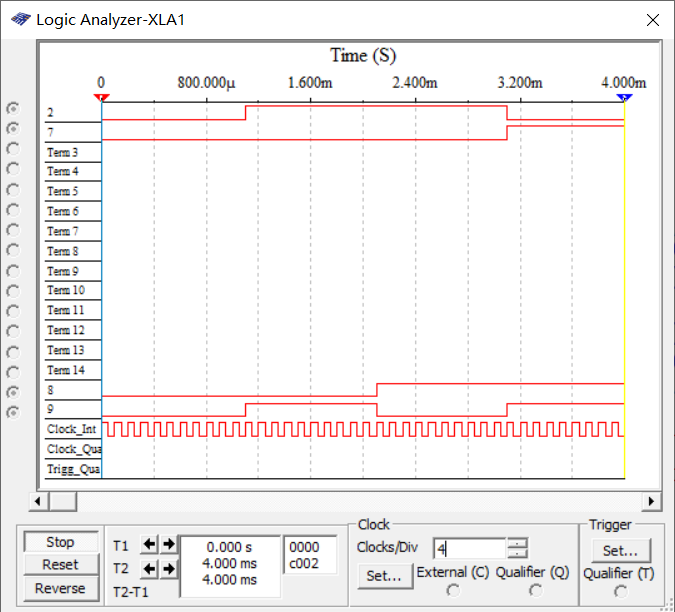 Logic Analyzer-XLA1
Time (S)
0 800.000µ 1.600m 2.400m 3.200m 4.000m
2
7
Term 3
Term 4
Term 5
Term 6
Term 7
Term 8
Term 9
Term 10
Term 11
Term 12
Term 13
Term 14
8
9
Clock_Int
Clock_Qua
Trigg_Qua
Stop
Reset
Reverse
T1
T2
T2-T1
0.000 s
4.000 ms
4.000 ms
0000
c002
Clock
Clocks/Div 4
Set... External (C) Qualifier (Q)
Trigger
Set...
Qualifier (T)